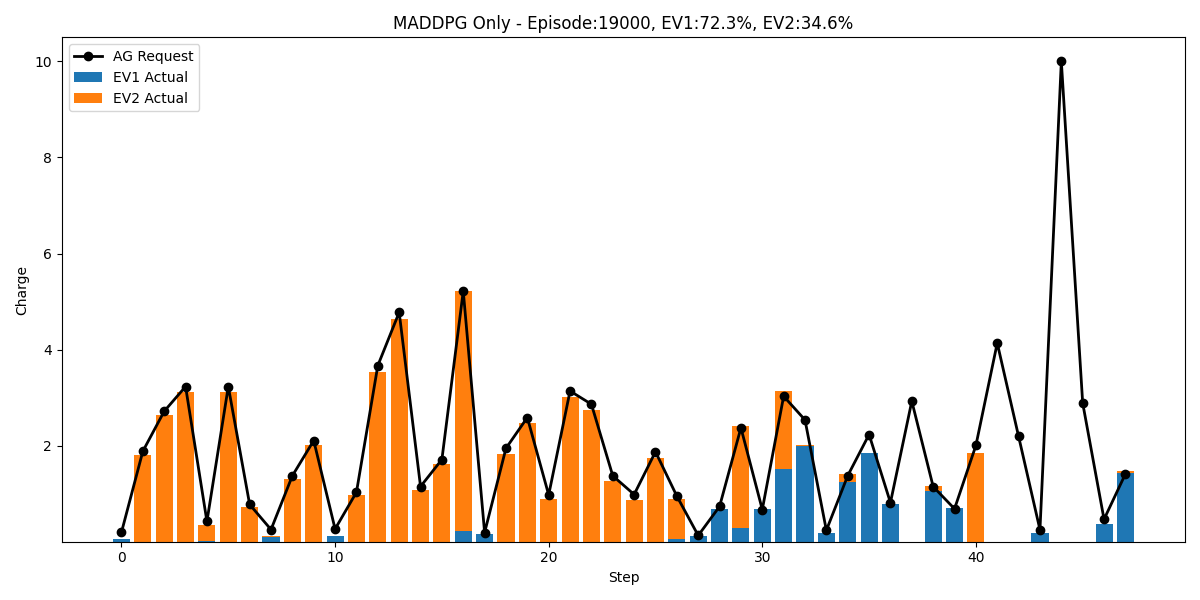 MADDPG Only - Episode:19000, EV1:72.3%, EV2:34.6%
AG Request
EV1 Actual
EV2 Actual
Charge
10
8
6
4
2
0 10 20 30 40
Step